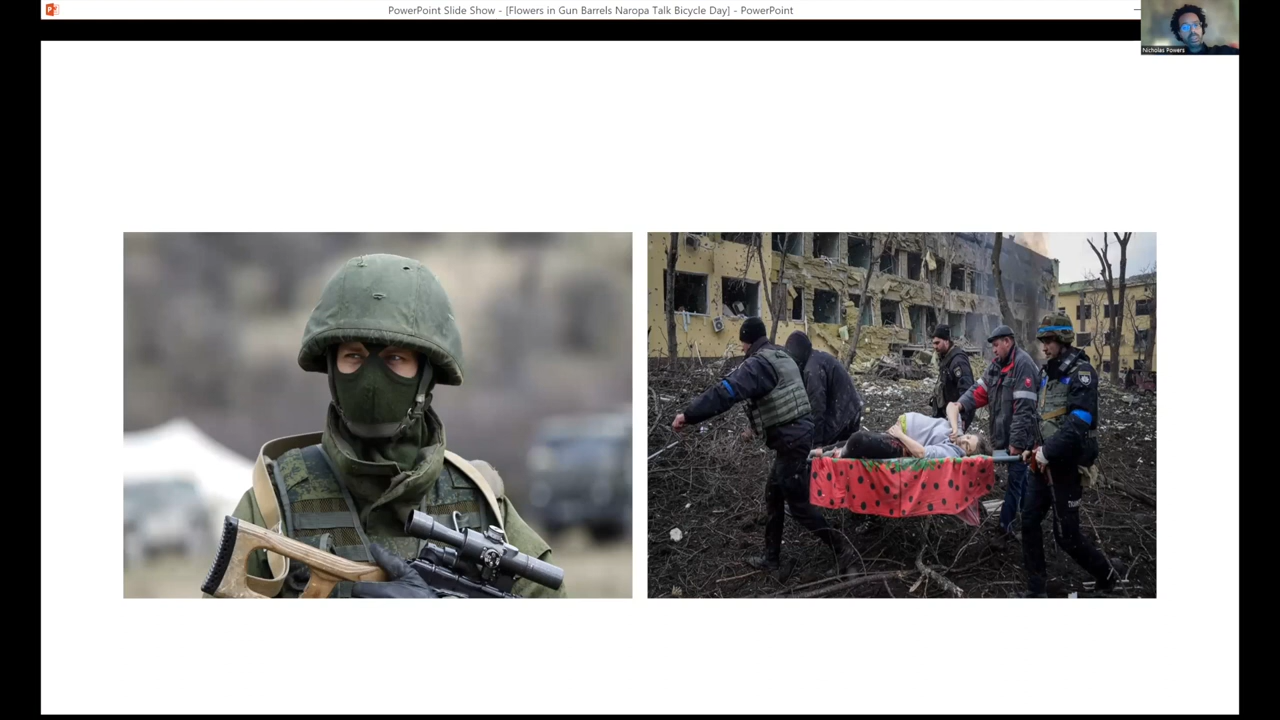 PowerPoint Slide Show - [Flowers in Gun Barrels Naropa Talk Bicycle Day] - PowerPoint
Nicholas Powers